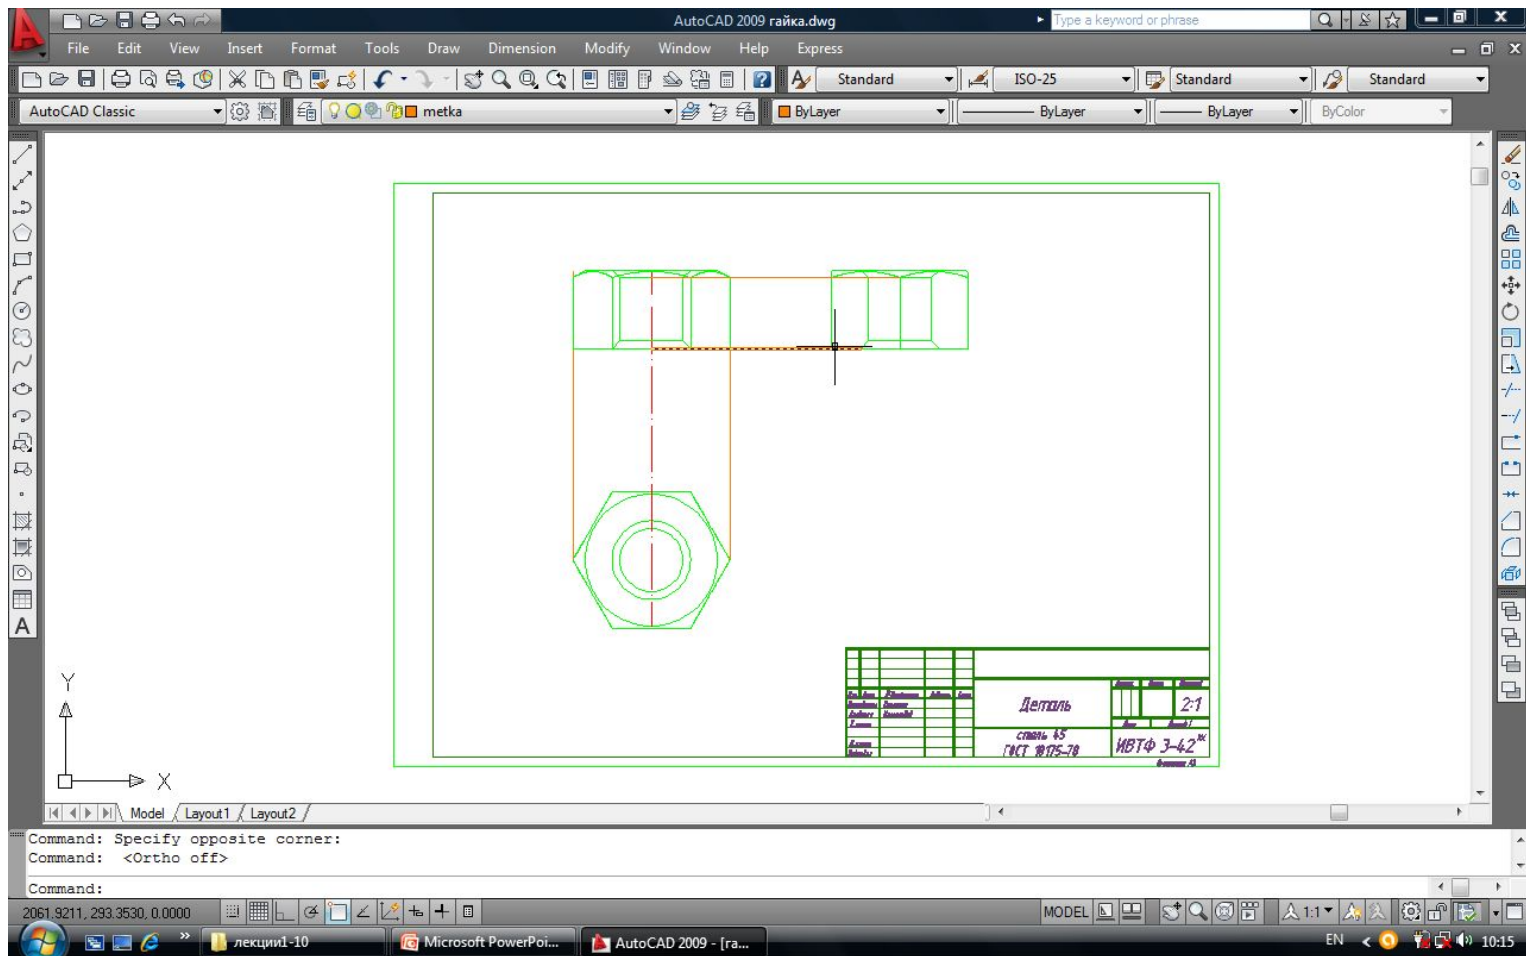 AutoCAD 2009 гайка.dwg
Type a keyword or phrase
File Edit View Insert Format Tools Draw Dimension Modify Window Help Express
Standard ISO-25 Standard Standard
AutoCAD Classic metka ByLayer ByLayer ByLayer ByColor
A
Деталь
2:1
сталь 45
ИВТФ 3-42
Y
X
Model Layout1 Layout2
Command: Specify opposite corner:
Command: <Ortho off>
Command:
2061.9211, 293.3530, 0.0000 MODEL 1:1
лекции1-10 Microsoft PowerPoi... AutoCAD 2009 - [га... EN 10:15